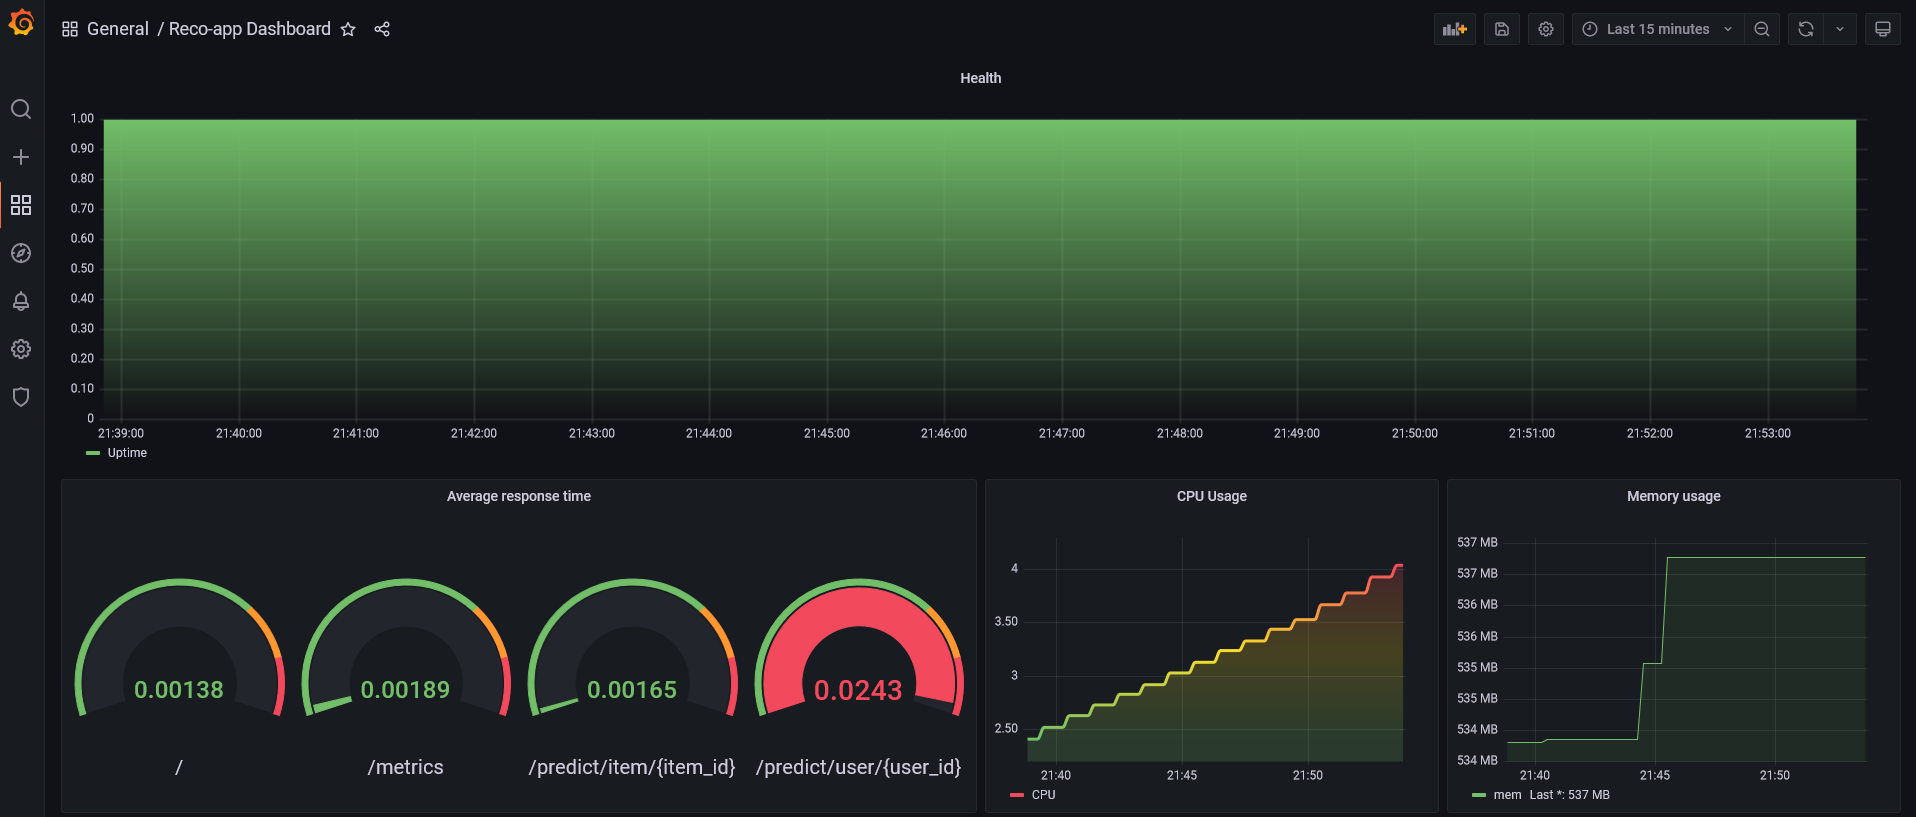 General / Reco-app Dashboard
Last 15 minutes
Health
1.00
0.90
0.80
0.70
0.60
0.50
0.40
0.30
0.20
0.10
0
21:39:00 21:40:00 21:41:00 21:42:00 21:43:00 21:44:00 21:45:00 21:46:00 21:47:00 21:48:00 21:49:00 21:50:00 21:51:00 21:52:00 21:53:00
Uptime
Average response time
0.00138 0.00189 0.00165 0.0243
/ /metrics /predict/item/{item_id} /predict/user/{user_id}
CPU Usage
4
3.50
3
2.50
21:40 21:45 21:50
CPU
Memory usage
537 MB
537 MB
536 MB
536 MB
535 MB
535 MB
534 MB
534 MB
21:40 21:45 21:50
mem Last *: 537 MB